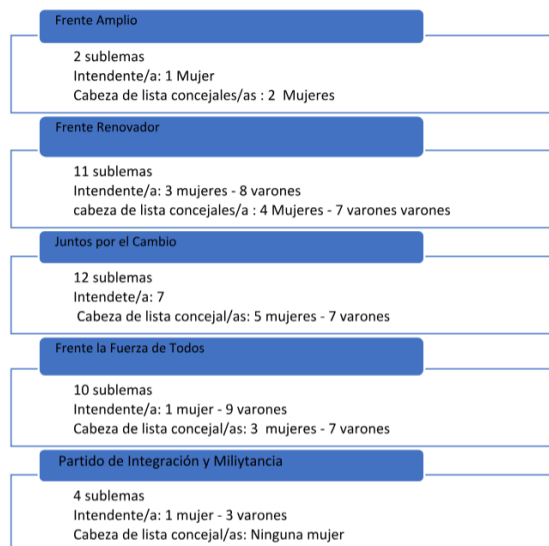 Frente Amplio
2 sublemas
Intendente/a: 1 Mujer
Cabeza de lista concejales/as : 2 Mujeres
Frente Renovador
11 sublemas
Intendente/a: 3 mujeres - 8 varones
cabeza de lista concejales/a : 4 Mujeres - 7 varones varones
Juntos por el Cambio
12 sublemas
Intendete/a: 7
Cabeza de lista concejal/as: 5 mujeres - 7 varones
Frente la Fuerza de Todos
10 sublemas
Intendente/a: 1 mujer - 9 varones
Cabeza de lista concejal/as: 3 mujeres - 7 varones
Partido de Integración y Miliytancia
4 sublemas
Intendente/a: 1 mujer - 3 varones
Cabeza de lista concejal/as: Ninguna mujer